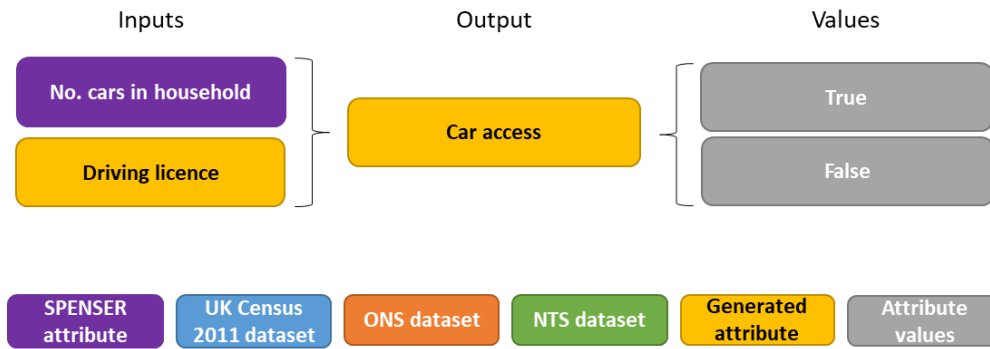 Inputs
Output
Values
No. cars in household
Driving licence
Car access
True
False
SPENSER
attribute
UK Census
2011 dataset
ONS dataset
NTS dataset
Generated
attribute
Attribute
values